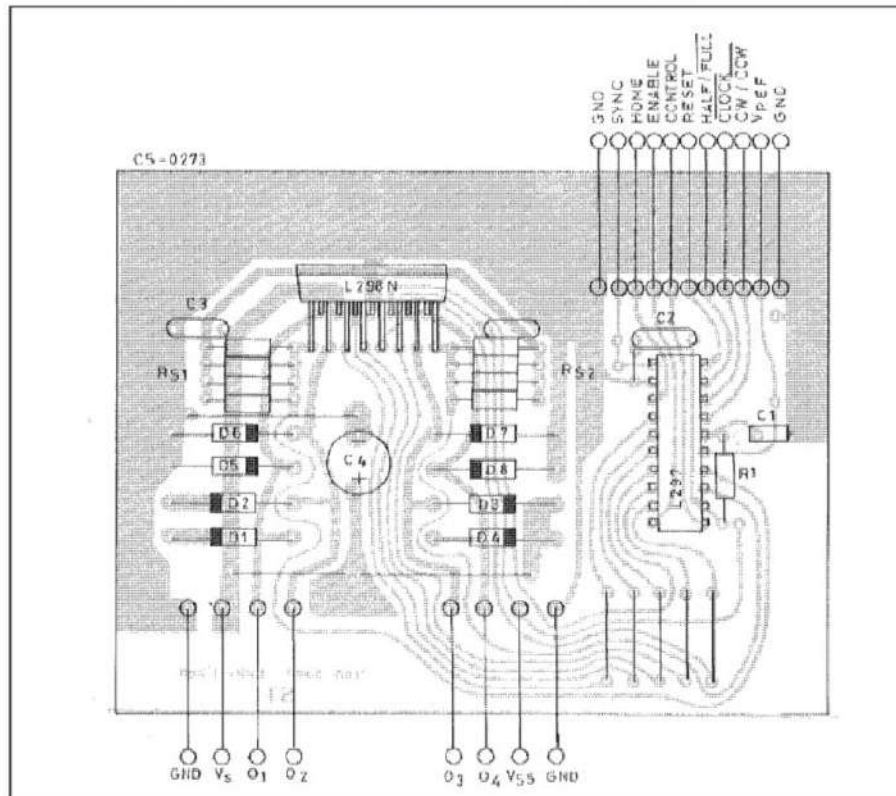 GND
SYNC
HOME
ENABLE
CONTROL
RESET
HALF/FULL
CLOCK
CW/CCW
VREF
GND
CS-0273
L298N
C3
C2
RS1
RS2
C1
D6
D7
D5
C4
D8
R1
L297
D2
D3
D1
D4
GND
Vs
O1
O2
O3
O4
VSS
GND